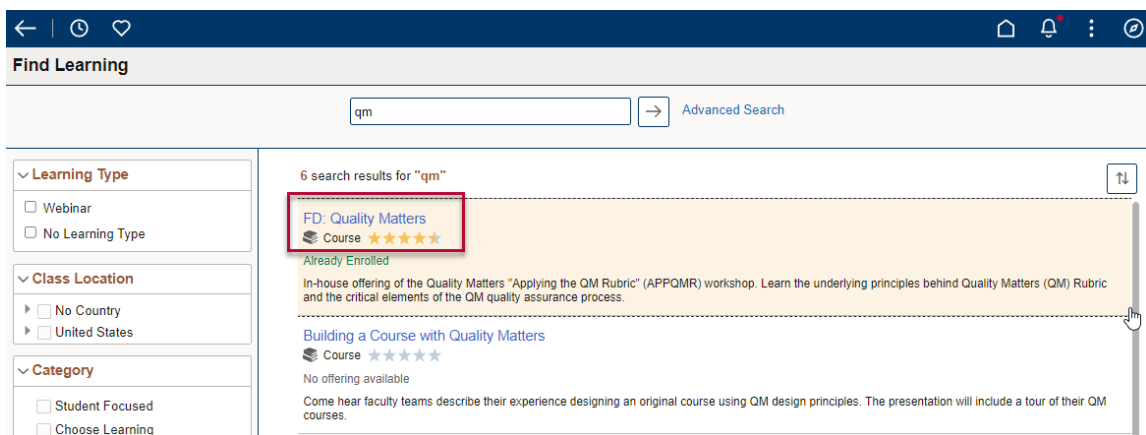 Find Learning
qm
Advanced Search
Learning Type
Webinar
No Learning Type
Class Location
No Country
United States
Category
Student Focused
Choose Learning
6 search results for "qm"
FD: Quality Matters
Course
Already Enrolled
In-house offering of the Quality Matters "Applying the QM Rubric" (APPQMR) workshop. Learn the underlying principles behind Quality Matters (QM) Rubric
and the critical elements of the QM quality assurance process.
Building a Course with Quality Matters
Course
No offering available
Come hear faculty teams describe their experience designing an original course using QM design principles. The presentation will include a tour of their QM
courses.